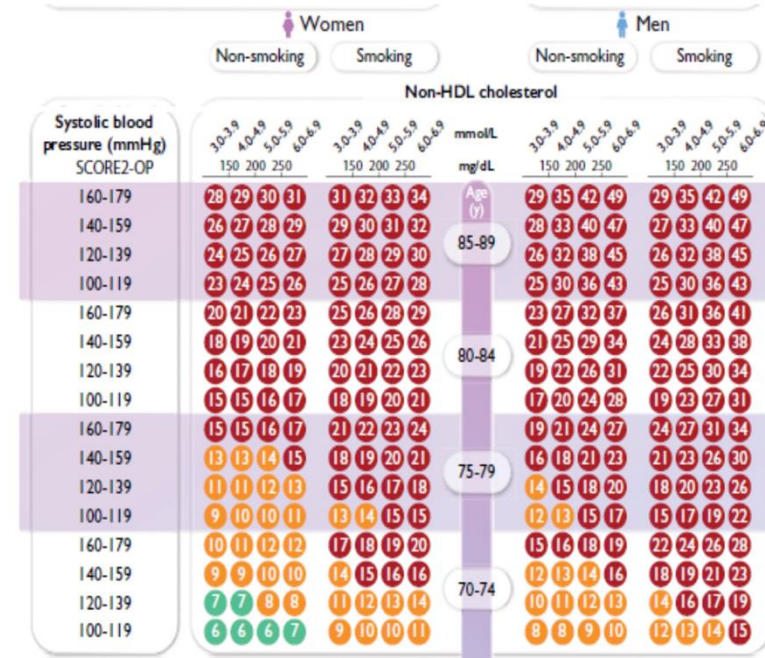 Women Men
Non-smoking Smoking Non-smoking Smoking
Non-HDL cholesterol
Systolic blood
pressure (mmHg)
SCORE2-OP
3.0-3.9 4.0-4.9 5.0-5.9 6.0-6.9 3.0-3.9 4.0-4.9 5.0-5.9 6.0-6.9 mmol/L 3.0-3.9 4.0-4.9 5.0-5.9 6.0-6.9 3.0-3.9 4.0-4.9 5.0-5.9 6.0-6.9
150 200 250 150 200 250 mg/dL 150 200 250 150 200 250
Age
(y)
160-179 28 29 30 31 31 32 33 34 29 35 42 49 29 35 42 49
140-159 26 27 28 29 29 30 31 32 28 33 40 47 27 33 40 47
85-89
120-139 24 25 26 27 27 28 29 30 26 32 38 45 26 32 38 45
100-119 23 24 25 26 25 26 27 28 25 30 36 43 25 30 36 43
160-179 20 21 22 23 25 26 28 29 23 27 32 37 26 31 36 41
140-159 18 19 20 21 23 24 25 26 21 25 29 34 24 28 33 38
80-84
120-139 16 17 18 19 20 21 22 23 19 22 26 31 22 25 30 34
100-119 15 15 16 17 18 19 20 21 17 20 24 28 19 23 27 31
160-179 15 15 16 17 21 22 23 24 19 21 24 27 24 27 31 34
140-159 13 13 14 15 18 19 20 21 16 18 21 23 21 23 26 30
75-79
120-139 11 11 12 13 15 16 17 18 14 15 18 20 18 20 23 26
100-119 9 10 10 11 13 14 15 15 12 13 15 17 15 17 19 22
160-179 10 11 12 12 17 18 19 20 15 16 18 19 22 24 26 28
140-159 9 9 10 10 14 15 16 16 12 13 14 16 18 19 21 23
70-74
120-139 7 7 8 8 11 12 13 14 10 11 12 13 14 16 17 19
100-119 6 6 6 7 9 10 10 11 8 8 9 10 12 13 14 15